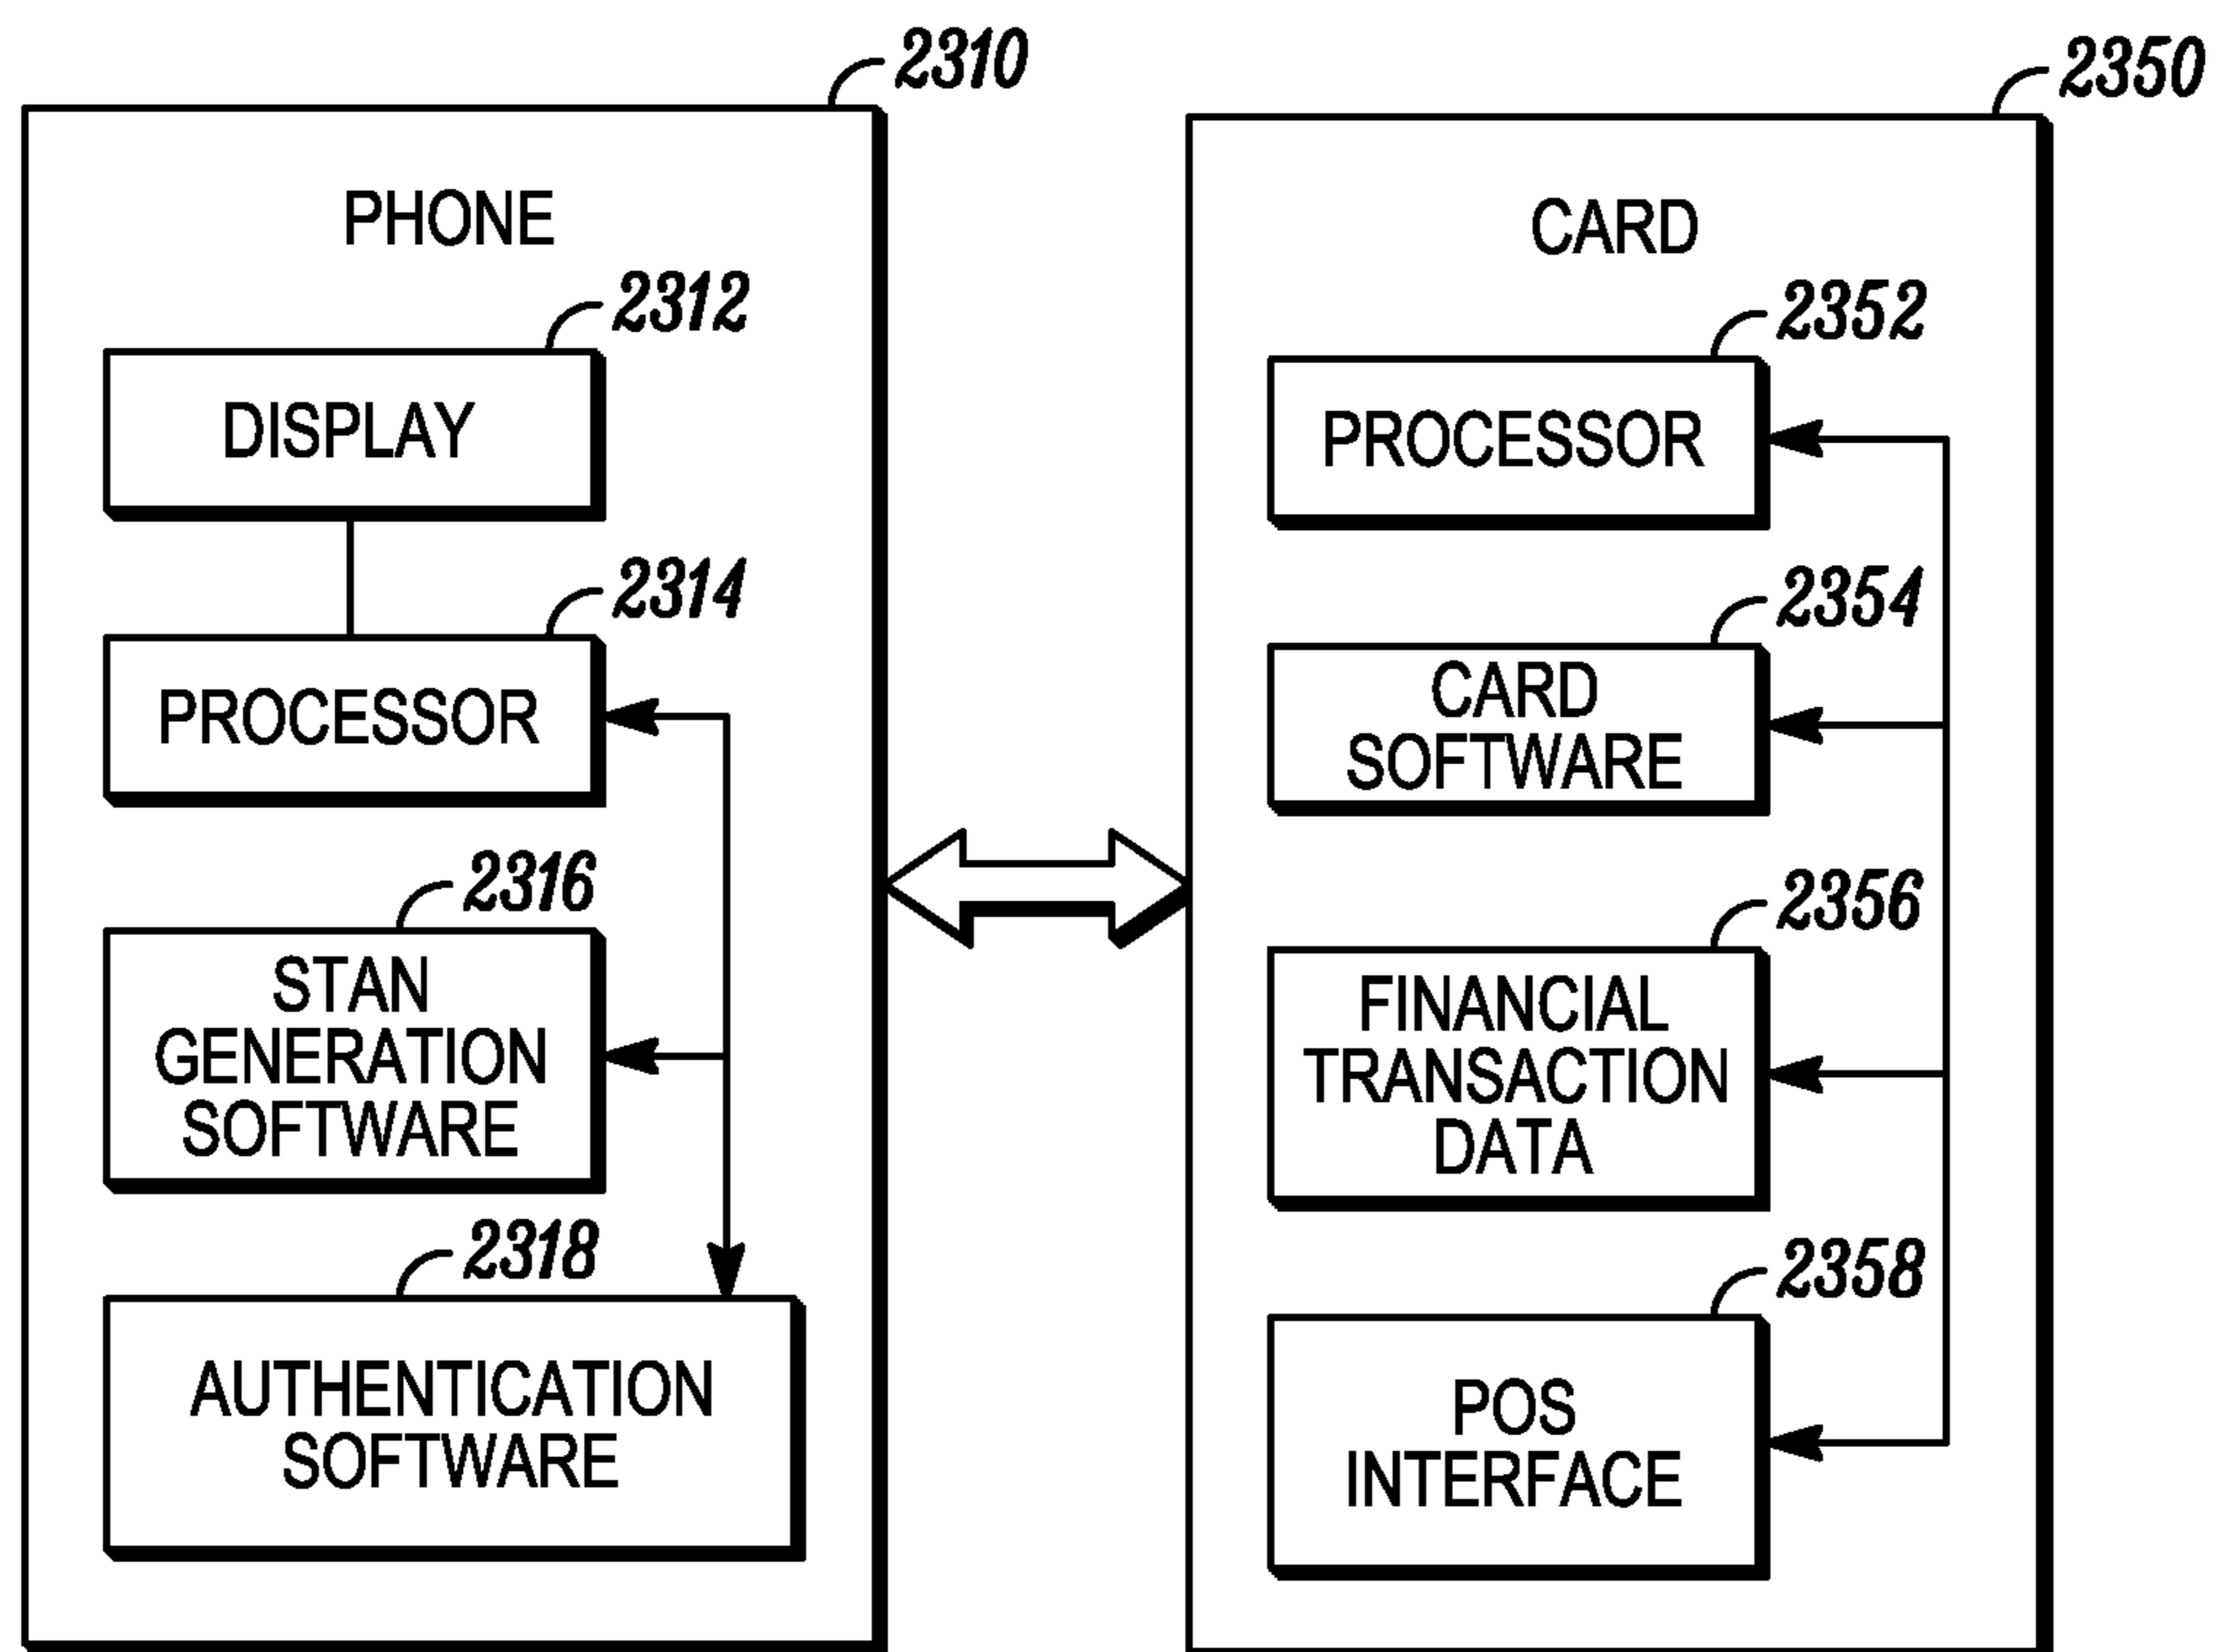 2310
PHONE
2312
DISPLAY
2314
PROCESSOR
2316
STAN
GENERATION
SOFTWARE
2318
AUTHENTICATION
SOFTWARE
2350
CARD
2352
PROCESSOR
2354
CARD
SOFTWARE
2356
FINANCIAL
TRANSACTION
DATA
2358
POS
INTERFACE